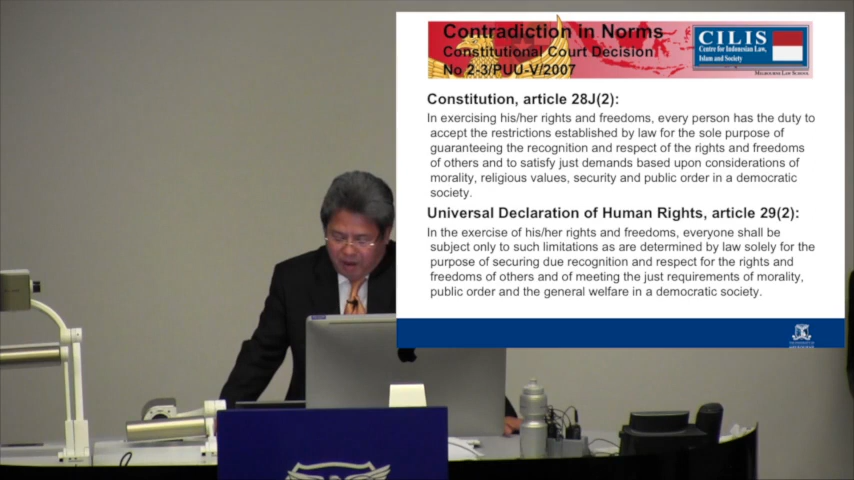 Contradiction in Norms
Constitutional Court Decision
No 2-3/PUU-V/2007
CILIS
Centre for Indonesian Law,
Islam and Society
MELBOURNE LAW SCHOOL
Constitution, article 28J(2):
In exercising his/her rights and freedoms, every person has the duty to
accept the restrictions established by law for the sole purpose of
guaranteeing the recognition and respect of the rights and freedoms
of others and to satisfy just demands based upon considerations of
morality, religious values, security and public order in a democratic
society.
Universal Declaration of Human Rights, article 29(2):
In the exercise of his/her rights and freedoms, everyone shall be
subject only to such limitations as are determined by law solely for the
purpose of securing due recognition and respect for the rights and
freedoms of others and of meeting the just requirements of morality,
public order and the general welfare in a democratic society.